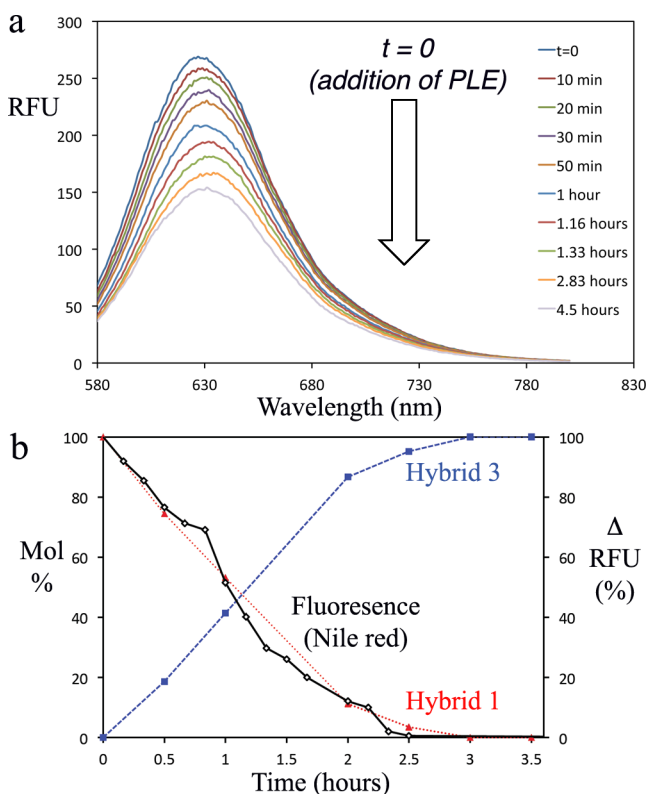 a
RFU
300
250
200
150
100
50
0
580
630
680
730
780
830
Wavelength (nm)
t = 0
(addition of PLE)
t=0
10 min
20 min
30 min
50 min
1 hour
1.16 hours
1.33 hours
2.83 hours
4.5 hours
b
Mol
%
100
80
60
40
20
0
0
0.5
1
1.5
2
2.5
3
3.5
Time (hours)
Hybrid 3
Fluoresence
(Nile red)
Hybrid 1
100
80
60
40
20
0
Δ
RFU
(%)